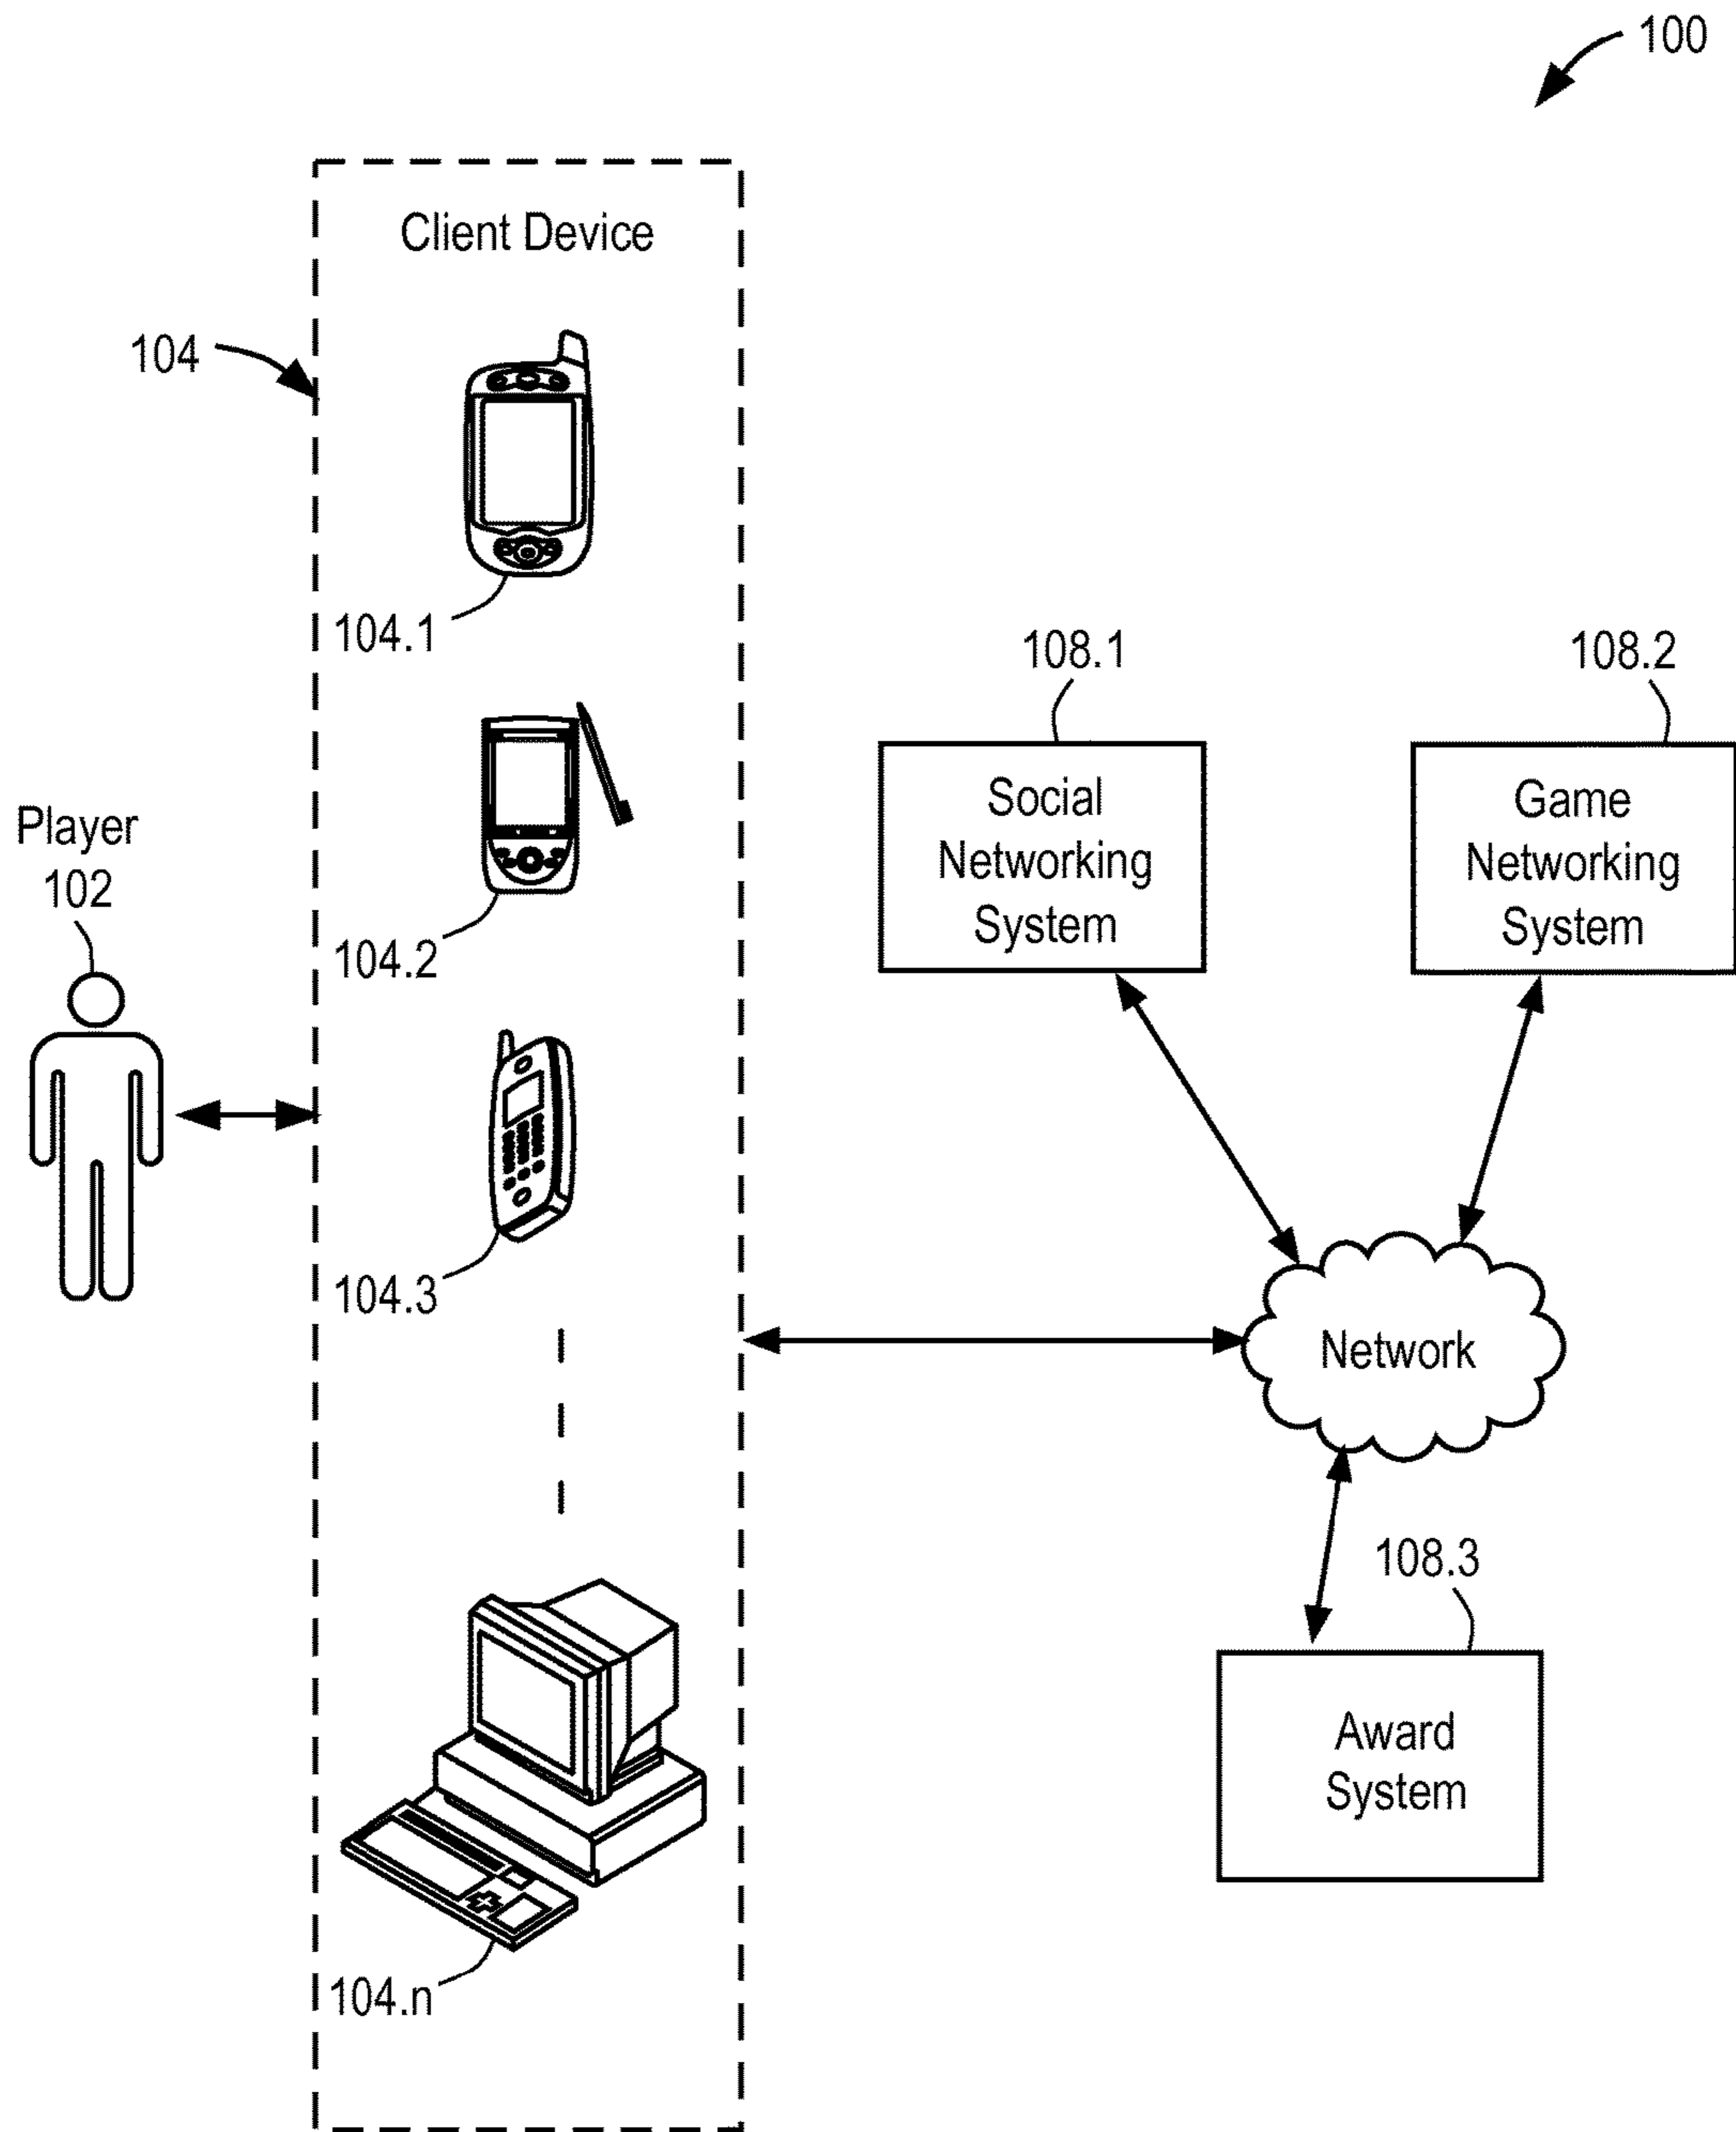 100
Client Device
104
104.1
108.1
108.2
Social
Networking
System
Game
Networking
System
Player
102
104.2
104.3
Network
108.3
Award
System
104.n